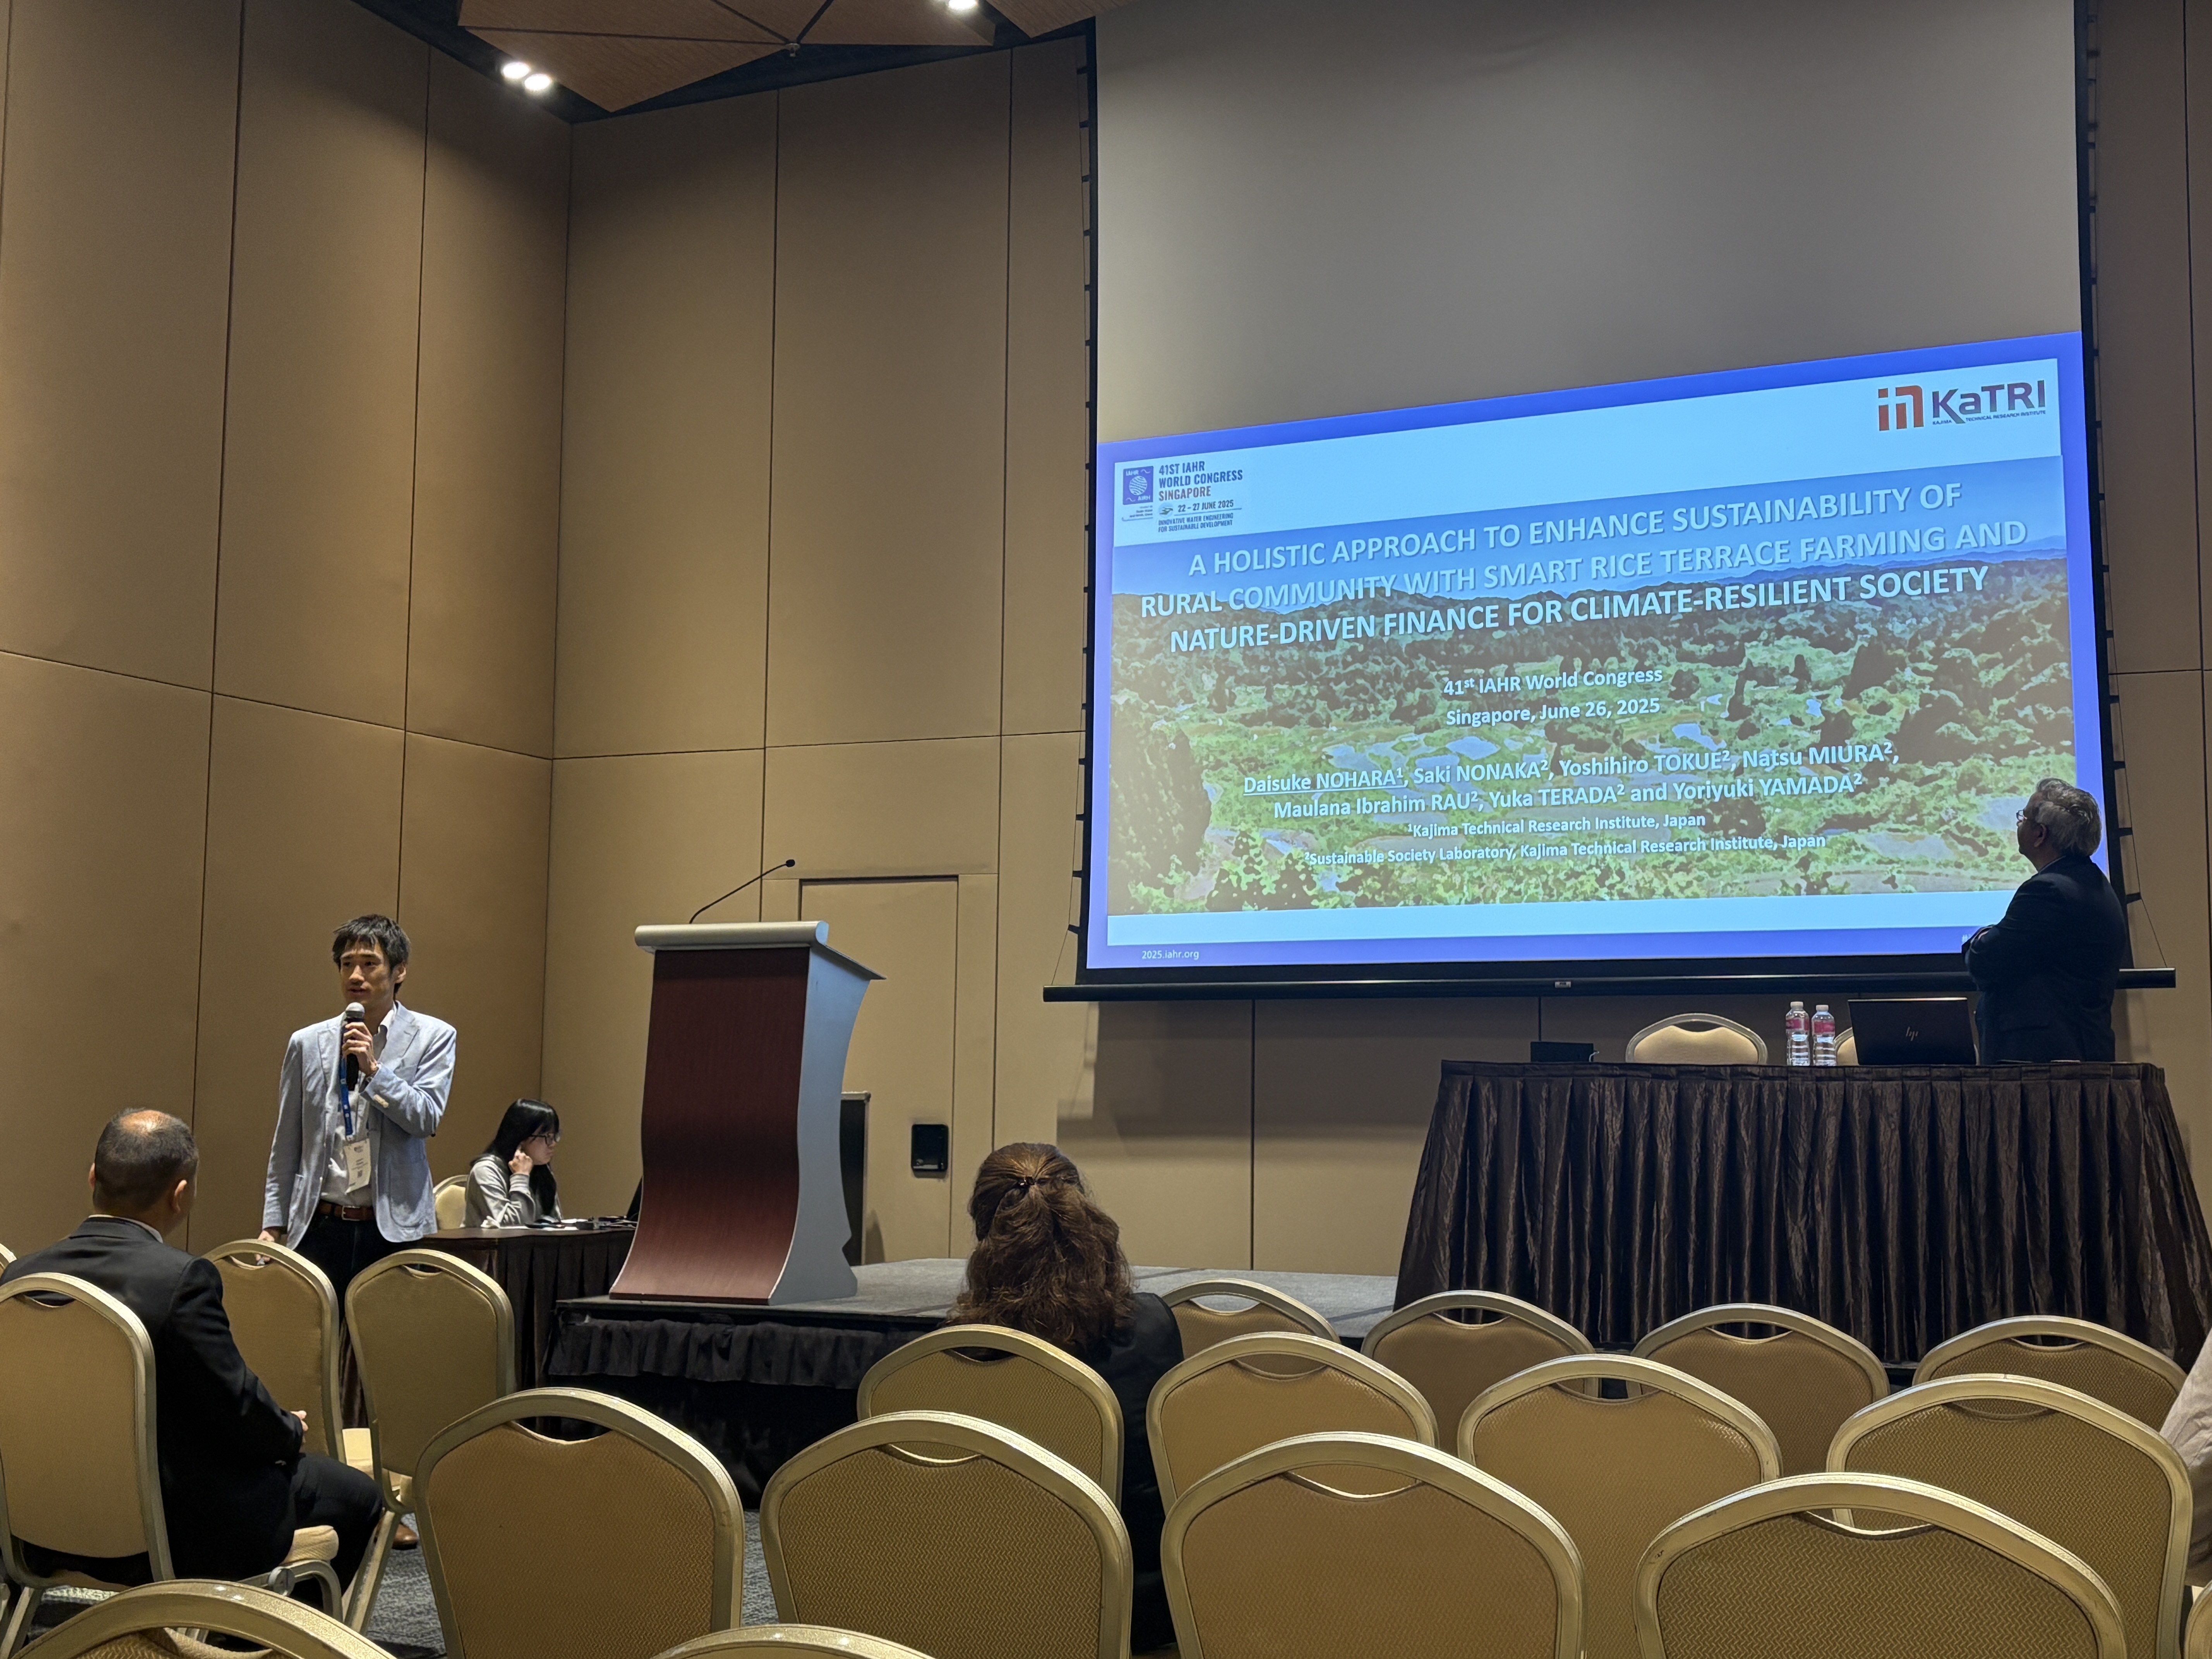 KaTRI
KAJIMA TECHNICAL RESEARCH INSTITUTE
IAHR
AIRH
41ST IAHR
WORLD CONGRESS
SINGAPORE
22 – 27 JUNE 2025
INNOVATIVE WATER ENGINEERING
FOR SUSTAINABLE DEVELOPMENT
A HOLISTIC APPROACH TO ENHANCE SUSTAINABILITY OF
RURAL COMMUNITY WITH SMART RICE TERRACE FARMING AND
NATURE-DRIVEN FINANCE FOR CLIMATE-RESILIENT SOCIETY
41st IAHR World Congress
Singapore, June 26, 2025
Daisuke NOHARA¹, Saki NONAKA², Yoshihiro TOKUE², Natsu MIURA²,
Maulana Ibrahim RAU², Yuka TERADA² and Yoriyuki YAMADA²
¹Kajima Technical Research Institute, Japan
²Sustainable Society Laboratory, Kajima Technical Research Institute, Japan
2025.iahr.org
hp